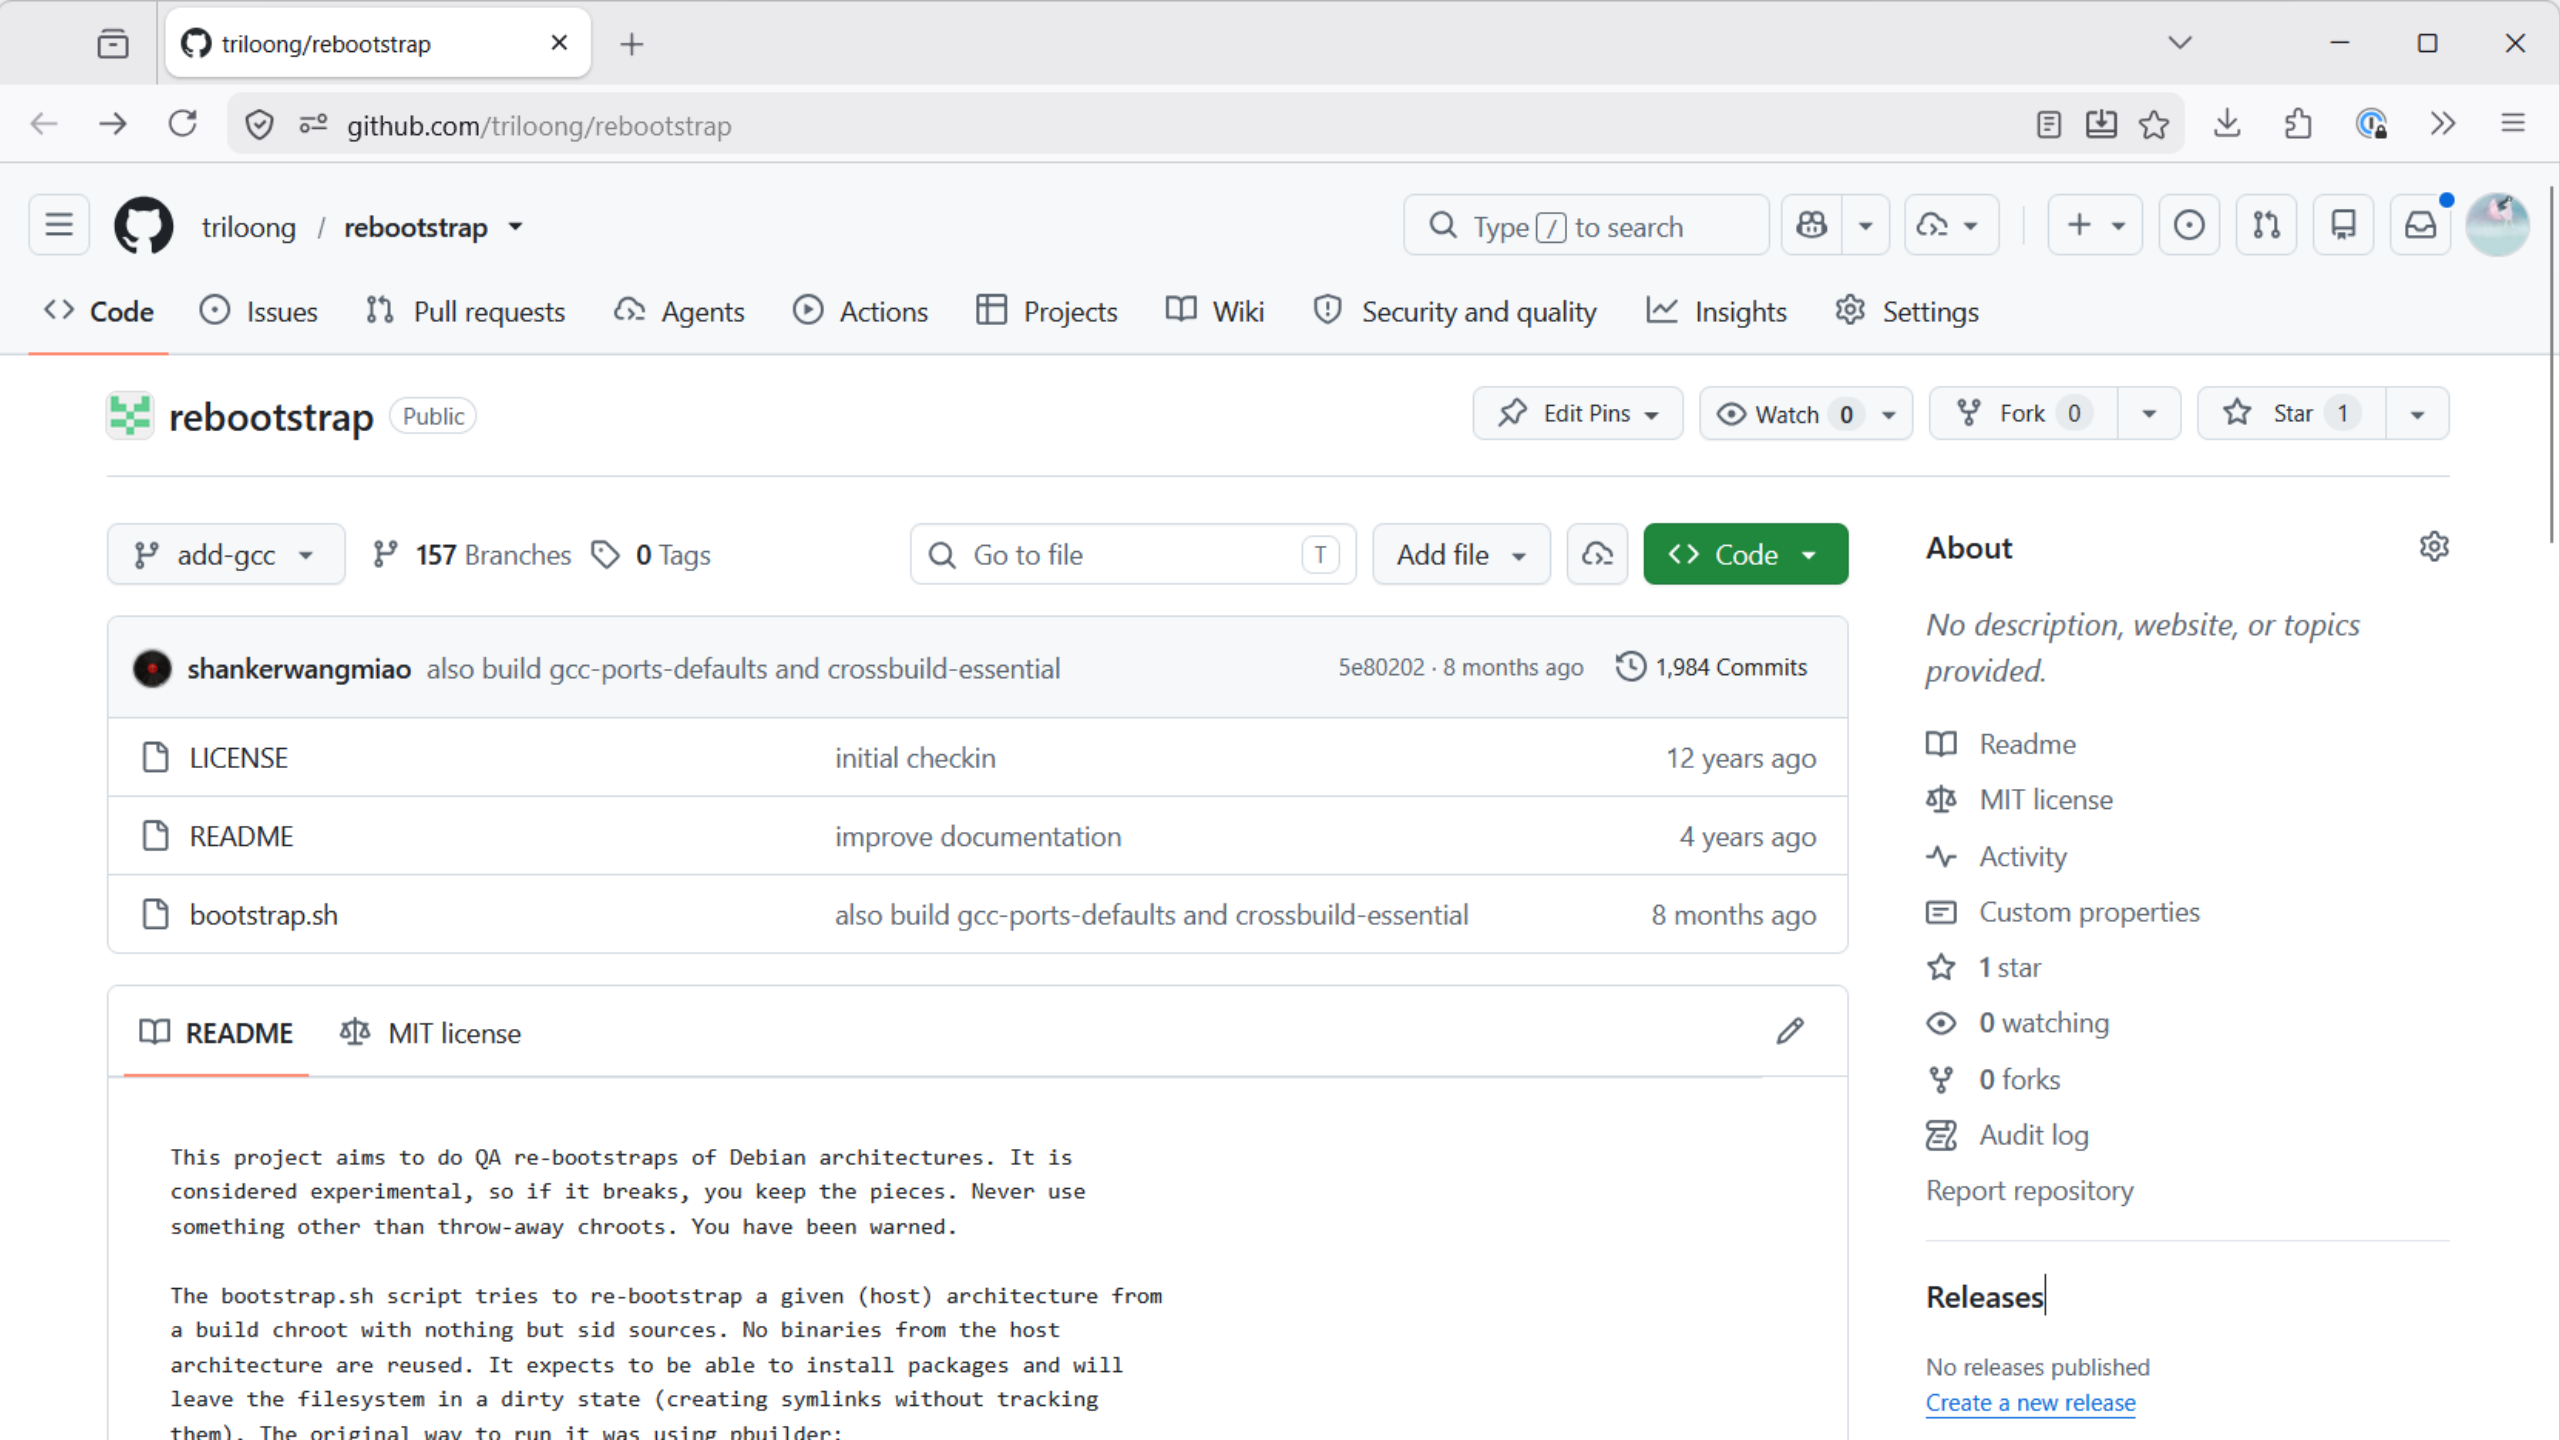 triloong/rebootstrap
github.com/triloong/rebootstrap
triloong / rebootstrap
Type / to search
Code Issues Pull requests Agents Actions Projects Wiki Security and quality Insights Settings
rebootstrap Public
Edit Pins Watch 0 Fork 0 Star 1
add-gcc 157 Branches 0 Tags Go to file T Add file Code
shankerwangmiao also build gcc-ports-defaults and crossbuild-essential 5e80202 · 8 months ago 1,984 Commits
LICENSE initial checkin 12 years ago
README improve documentation 4 years ago
bootstrap.sh also build gcc-ports-defaults and crossbuild-essential 8 months ago
README MIT license
This project aims to do QA re-bootstraps of Debian architectures. It is
considered experimental, so if it breaks, you keep the pieces. Never use
something other than throw-away chroots. You have been warned.
The bootstrap.sh script tries to re-bootstrap a given (host) architecture from
a build chroot with nothing but sid sources. No binaries from the host
architecture are reused. It expects to be able to install packages and will
leave the filesystem in a dirty state (creating symlinks without tracking
them). The original way to run it was using pbuilder:
About
No description, website, or topics
provided.
Readme
MIT license
Activity
Custom properties
1 star
0 watching
0 forks
Audit log
Report repository
Releases
No releases published
Create a new release